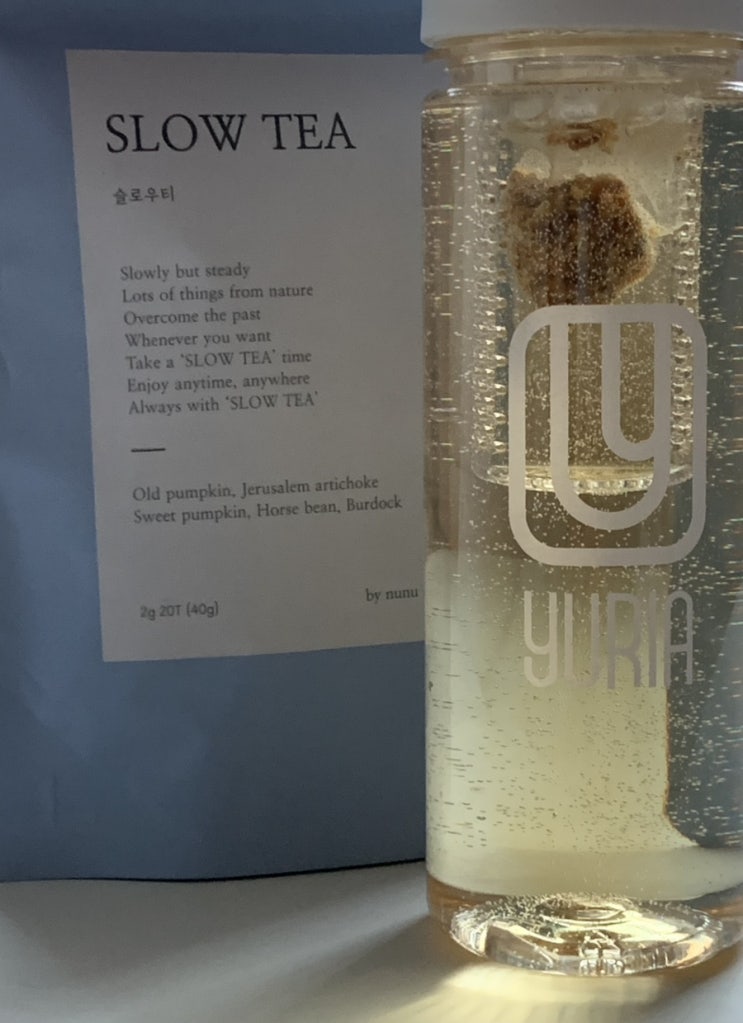 SLOW TEA
슬로우티
Slowly but steady
Lots of things from nature
Overcome the past
Whenever you want
Take a ‘SLOW TEA’ time
Enjoy anytime, anywhere
Always with ‘SLOW TEA’
Old pumpkin, Jerusalem artichoke
Sweet pumpkin, Horse bean, Burdock
2g 20T (40g)
by nunu
y
YURIA